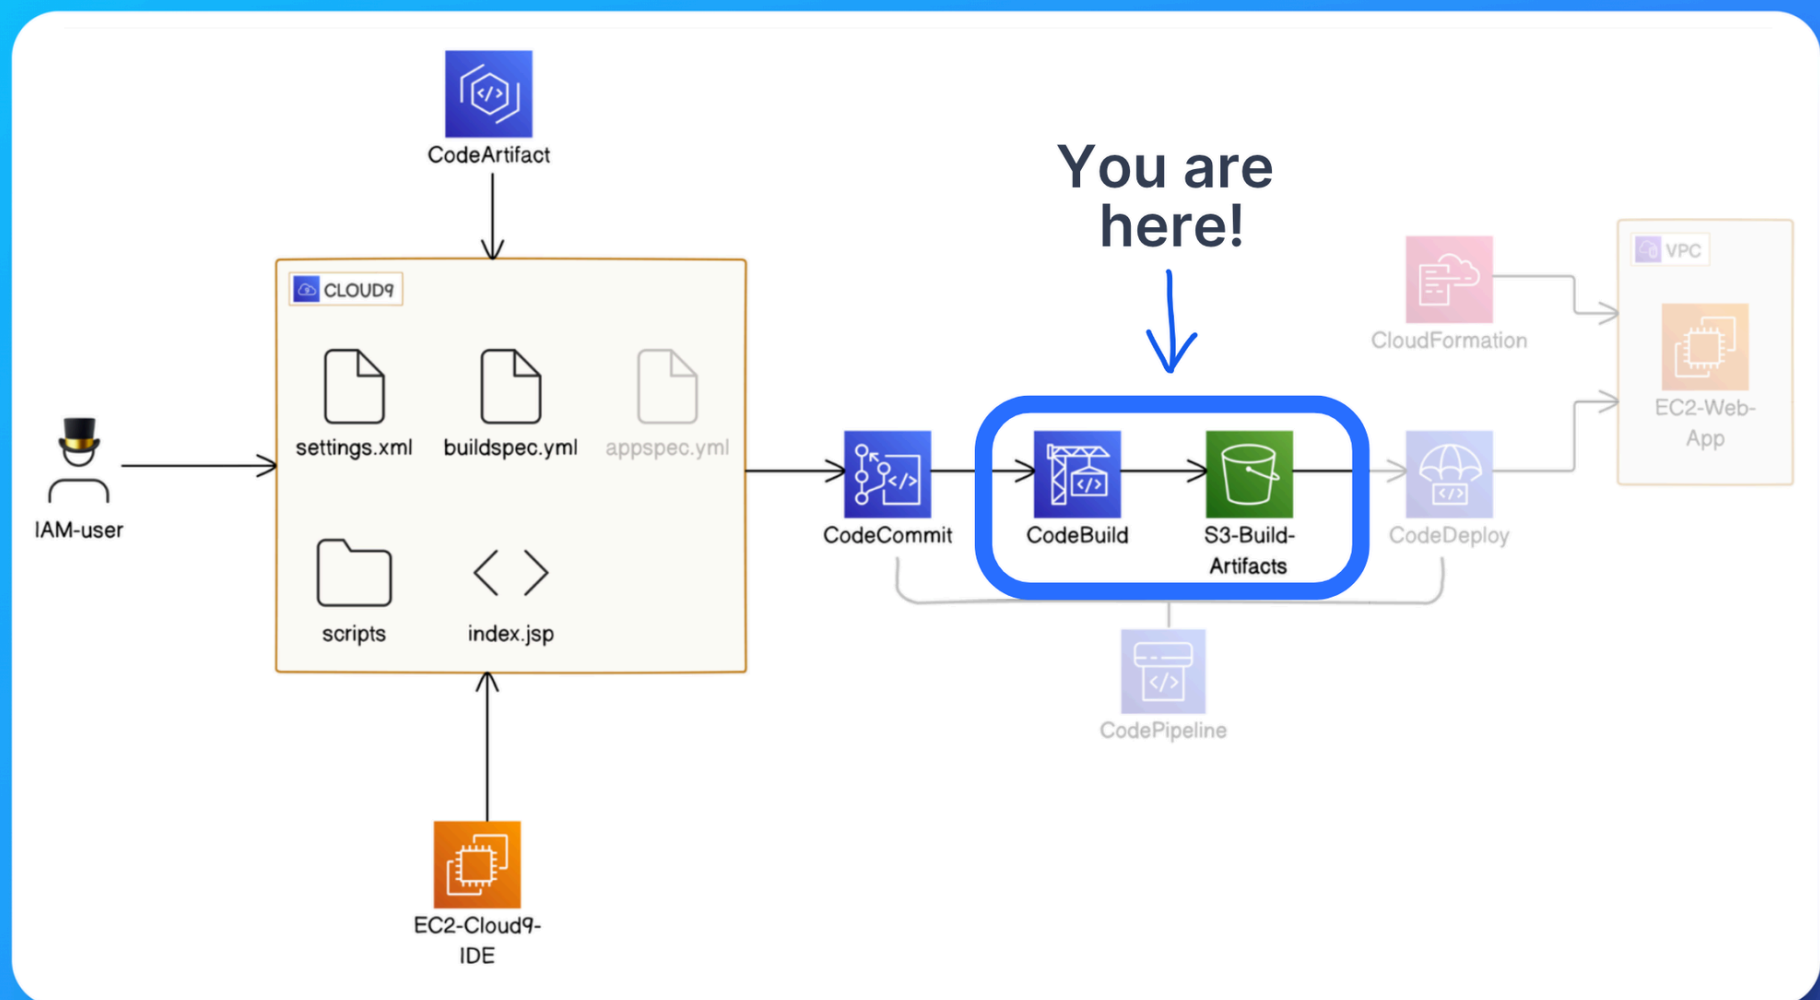 CodeArtifact
You are
here!
CLOUD9
VPC
settings.xml
buildspec.yml
appspec.yml
CloudFormation
EC2-Web-
App
IAM-user
CodeCommit
CodeBuild
S3-Build-
Artifacts
CodeDeploy
scripts
index.jsp
CodePipeline
EC2-Cloud9-
IDE